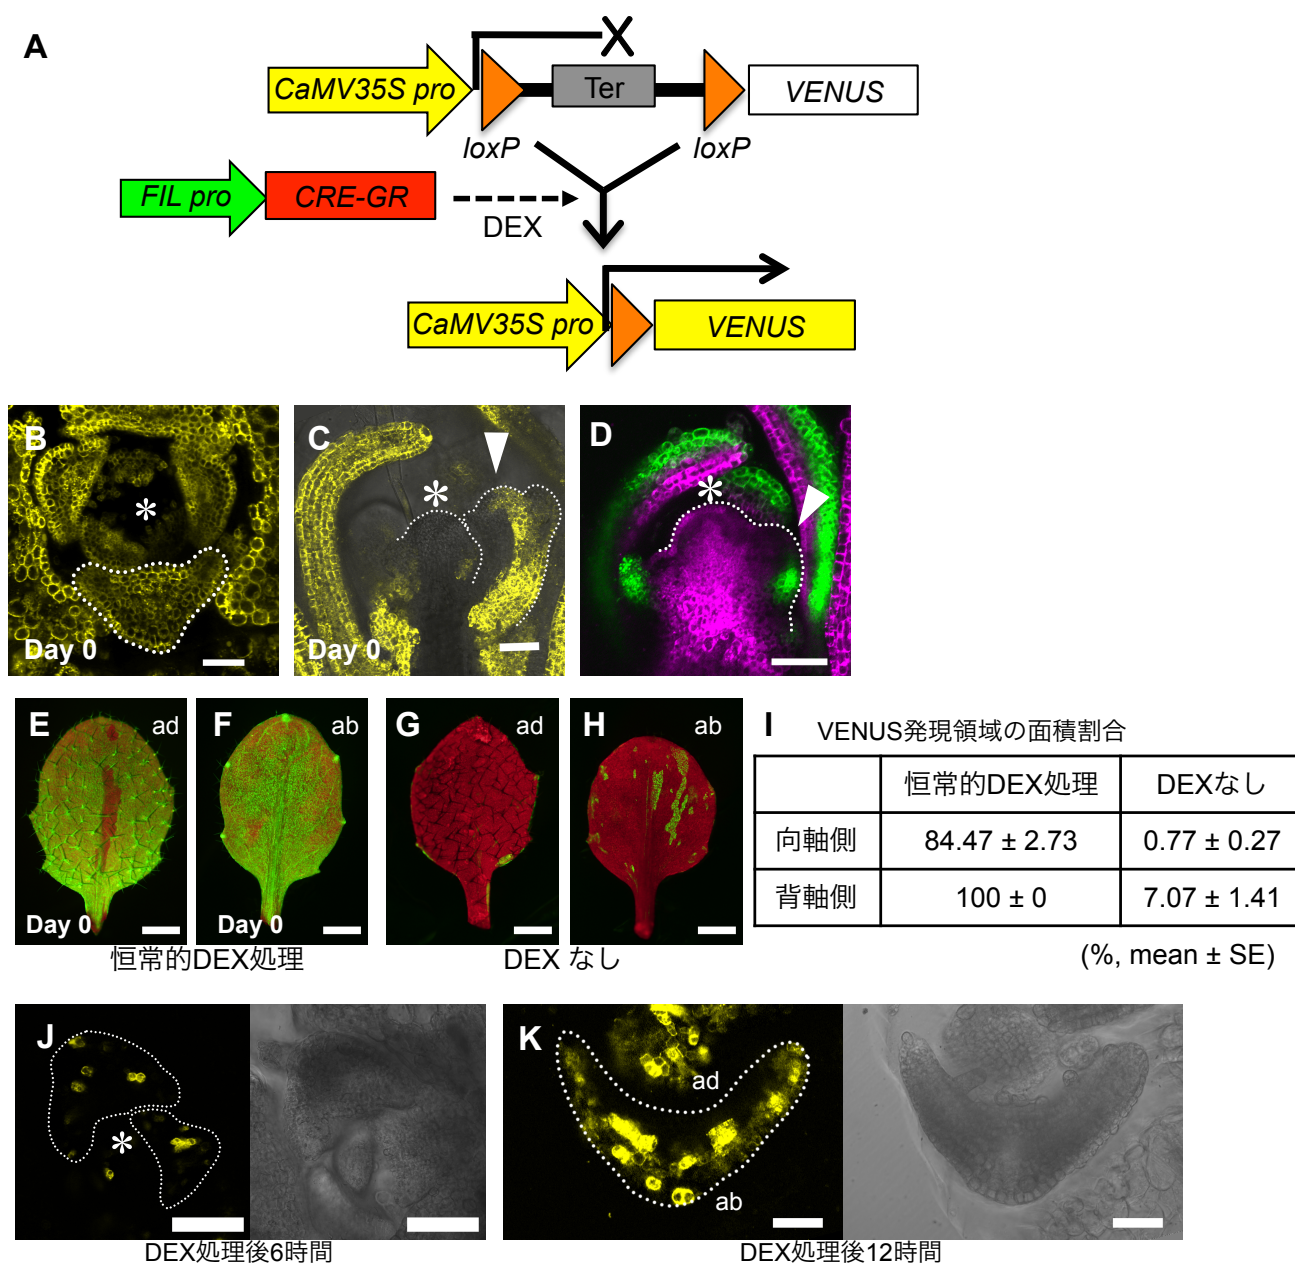 A
CaMV35S pro
Ter
VENUS
loxP
loxP
FIL pro
CRE-GR
DEX
CaMV35S pro
VENUS
B
*
Day 0
C
*
Day 0
D
*
E
ad
Day 0
F
ab
Day 0
恒常的DEX処理
G
ad
H
ab
DEX なし
I
VENUS発現領域の面積割合
恒常的DEX処理 DEXなし
向軸側 84.47 ± 2.73 0.77 ± 0.27
背軸側 100 ± 0 7.07 ± 1.41
(%, mean ± SE)
J
*
DEX処理後6時間
K
ad
ab
DEX処理後12時間